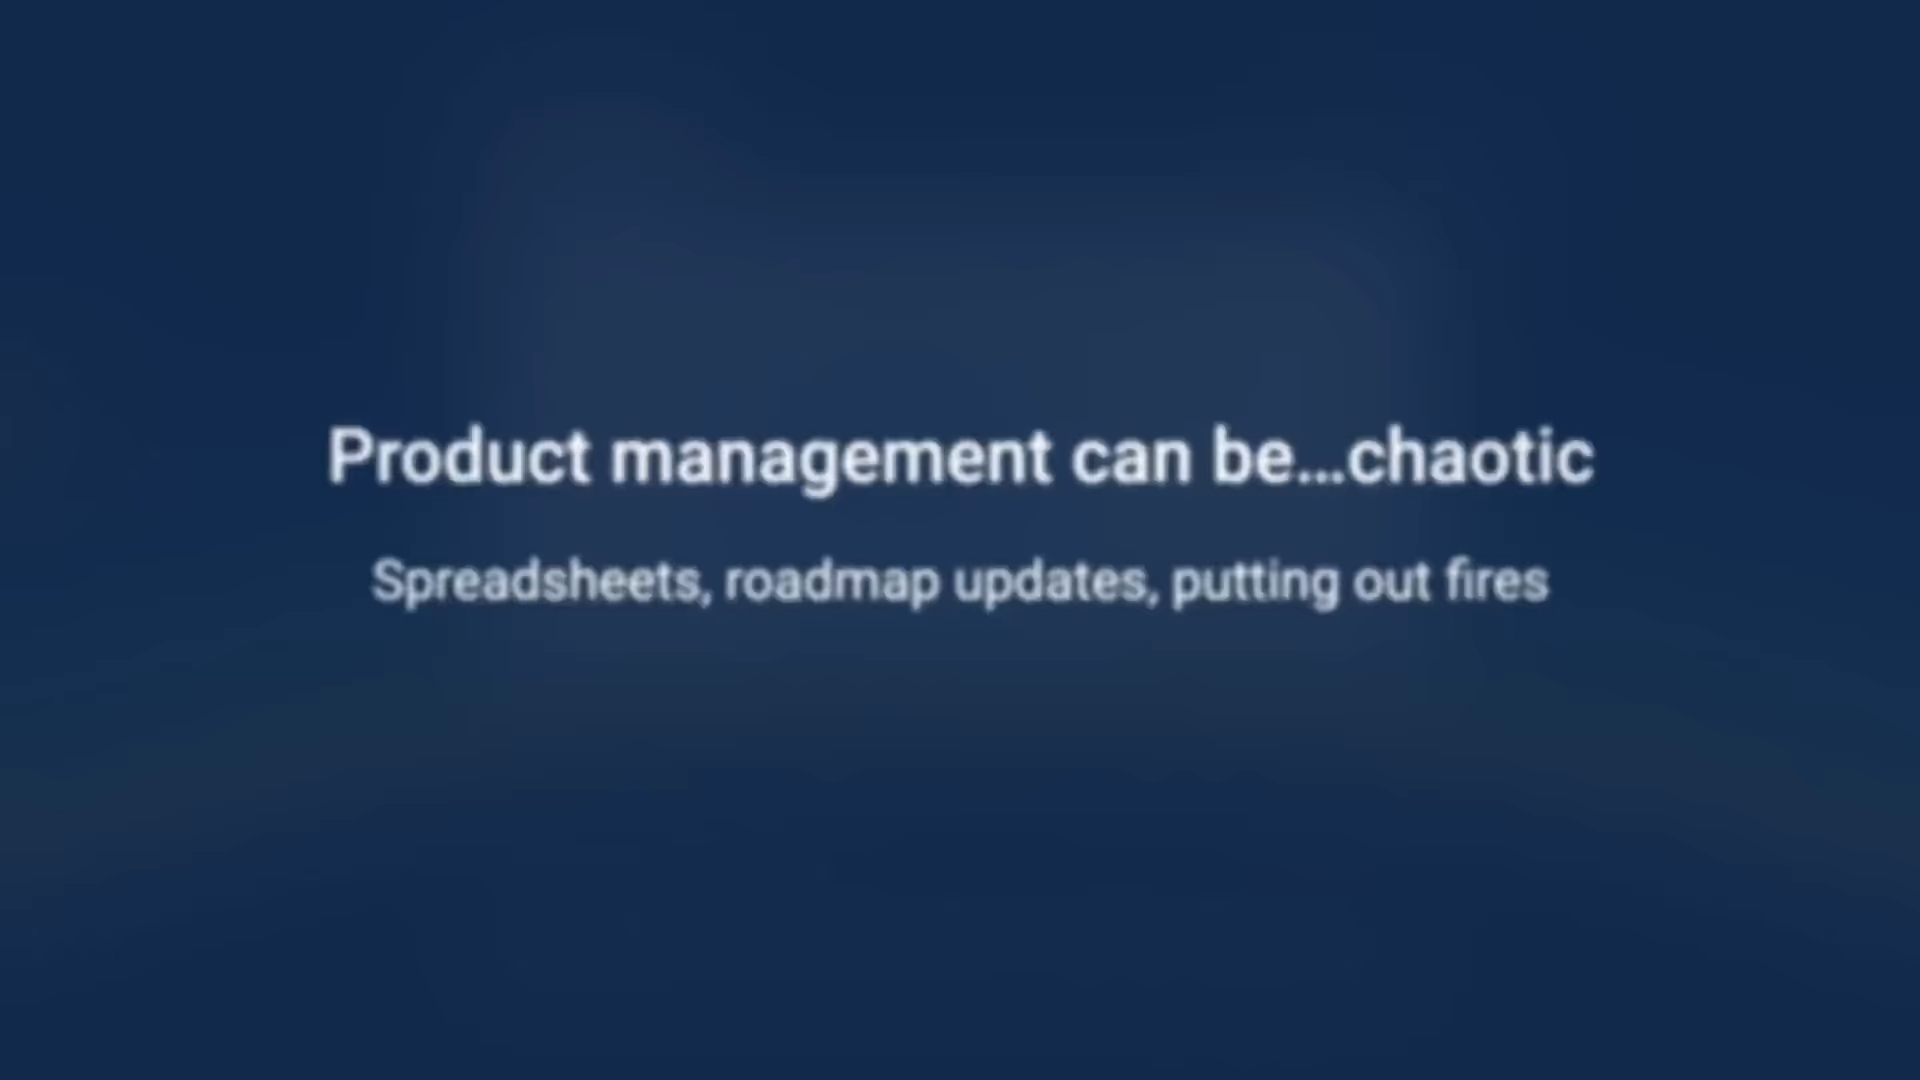 Product management can be...chaotic
Spreadsheets, roadmap updates, putting out fires